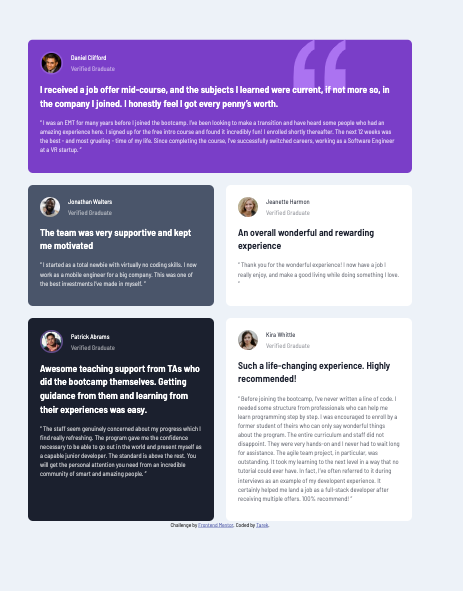 Daniel Clifford
Verified Graduate
I received a job offer mid-course, and the subjects I learned were current, if not more so, in
the company I joined. I honestly feel I got every penny's worth.
" I was an EMT for many years before I joined the bootcamp. I've been looking to make a transition and have heard some people who had an
amazing experience here. I signed up for the free intro course and found it incredibly fun! I enrolled shortly thereafter. The next 12 weeks was
the best - and most grueling - time of my life. Since completing the course, I've successfully switched careers, working as a Software Engineer
at a VR startup. "
Jonathan Walters
Verified Graduate
The team was very supportive and kept
me motivated
" I started as a total newbie with virtually no coding skills. I now
work as a mobile engineer for a big company. This was one of
the best investments I've made in myself. "
Jeanette Harmon
Verified Graduate
An overall wonderful and rewarding
experience
" Thank you for the wonderful experience! I now have a job I
really enjoy, and make a good living while doing something I love.
"
Patrick Abrams
Verified Graduate
Awesome teaching support from TAs who
did the bootcamp themselves. Getting
guidance from them and learning from
their experiences was easy.
" The staff seem genuinely concerned about my progress which I
find really refreshing. The program gave me the confidence
necessary to be able to go out in the world and present myself as
a capable junior developer. The standard is above the rest. You
will get the personal attention you need from an incredible
community of smart and amazing people. "
Kira Whittle
Verified Graduate
Such a life-changing experience. Highly
recommended!
" Before joining the bootcamp, I've never written a line of code. I
needed some structure from professionals who can help me
learn programming step by step. I was encouraged to enroll by a
former student of theirs who can only say wonderful things
about the program. The entire curriculum and staff did not
disappoint. They were very hands-on and I never had to wait long
for assistance. The agile team project, in particular, was
outstanding. It took my learning to the next level in a way that no
tutorial could ever have. In fact, I've often referred to it during
interviews as an example of my developent experience. It
certainly helped me land a job as a full-stack developer after
receiving multiple offers. 100% recommend! "
Challenge by Frontend Mentor. Coded by Tarek.